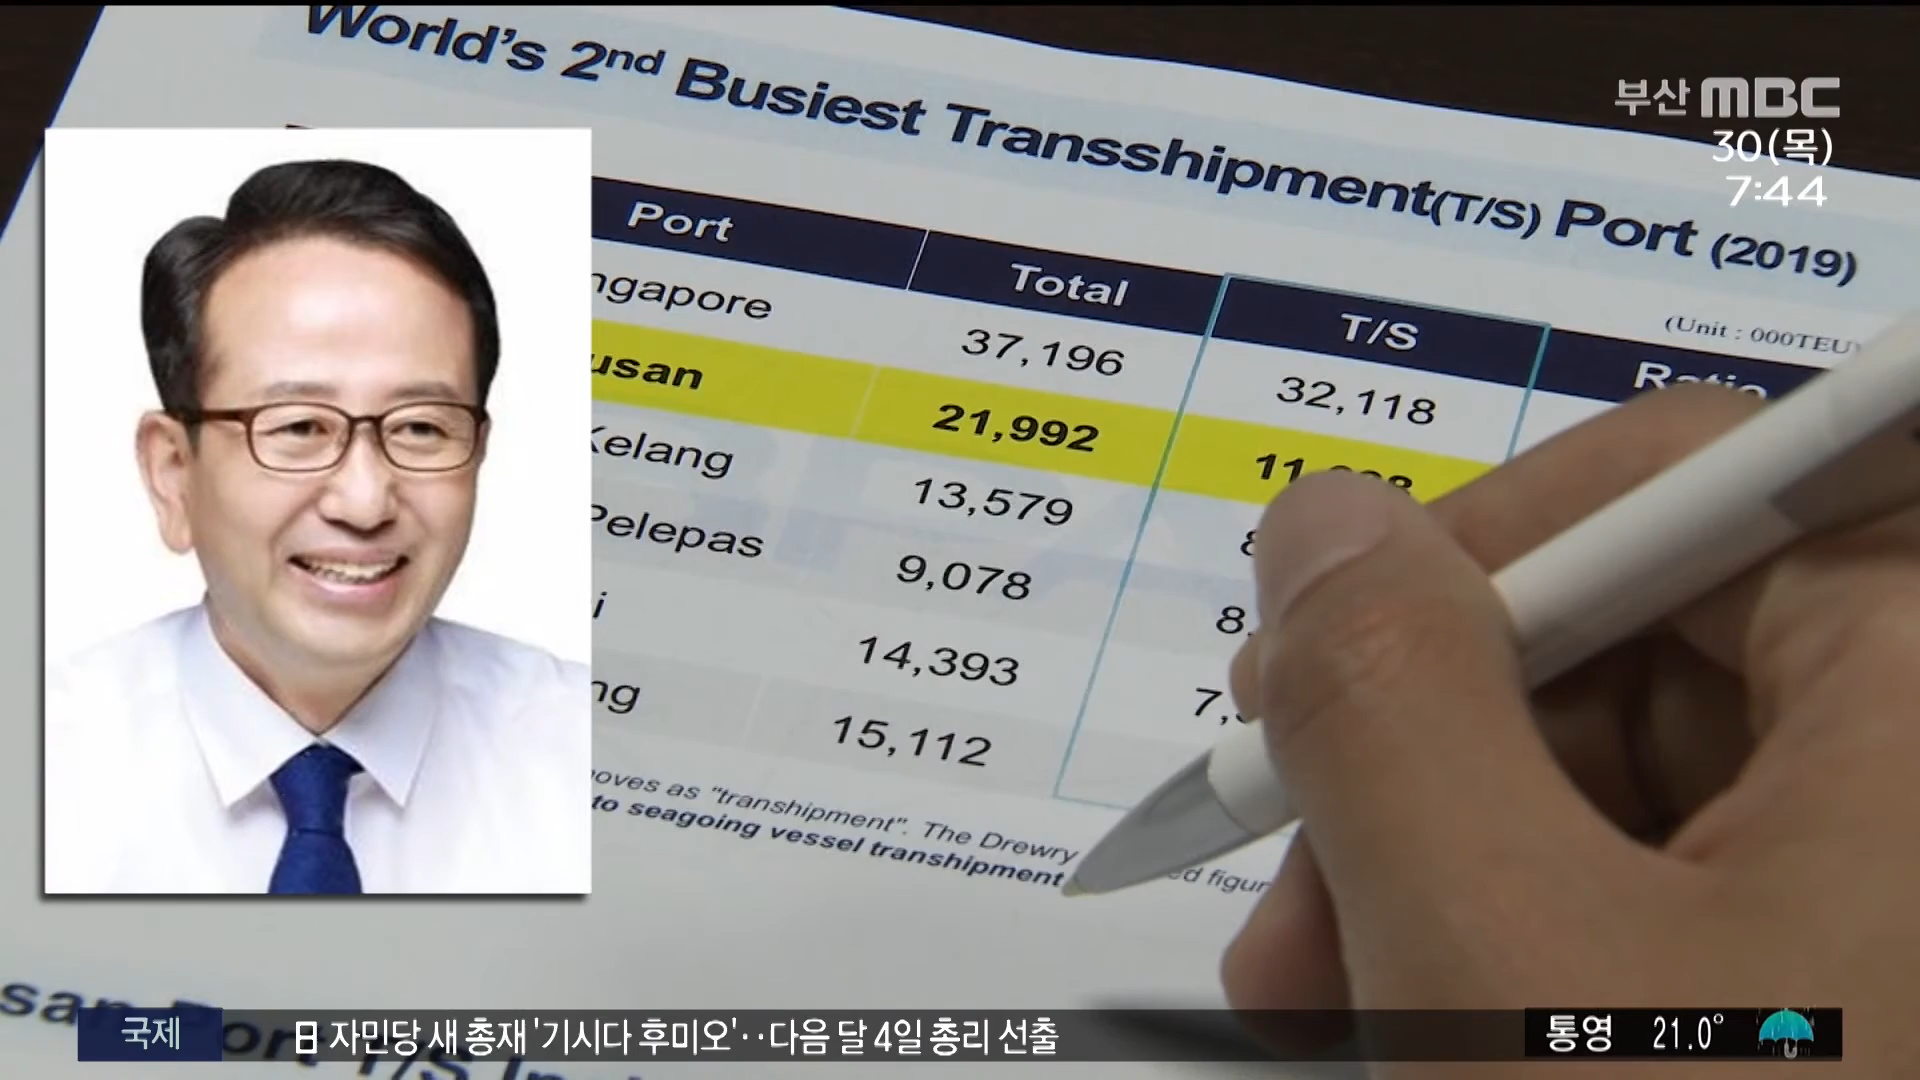 World's 2nd Busiest Transshipment(T/S) Port (2019)
부산 MBC
30(목)
7:44
(Unit : 000TEU)
Port Total T/S
ngapore 37,196 32,118
usan 21,992
Kelang 13,579
Pelepas 9,078
i 14,393
ng 15,112
oves as "transhipment". The Drewry
to seagoing vessel transhipment
국제 日 자민당 새 총재 '기시다 후미오'‥다음 달 4일 총리 선출
통영 21.0°